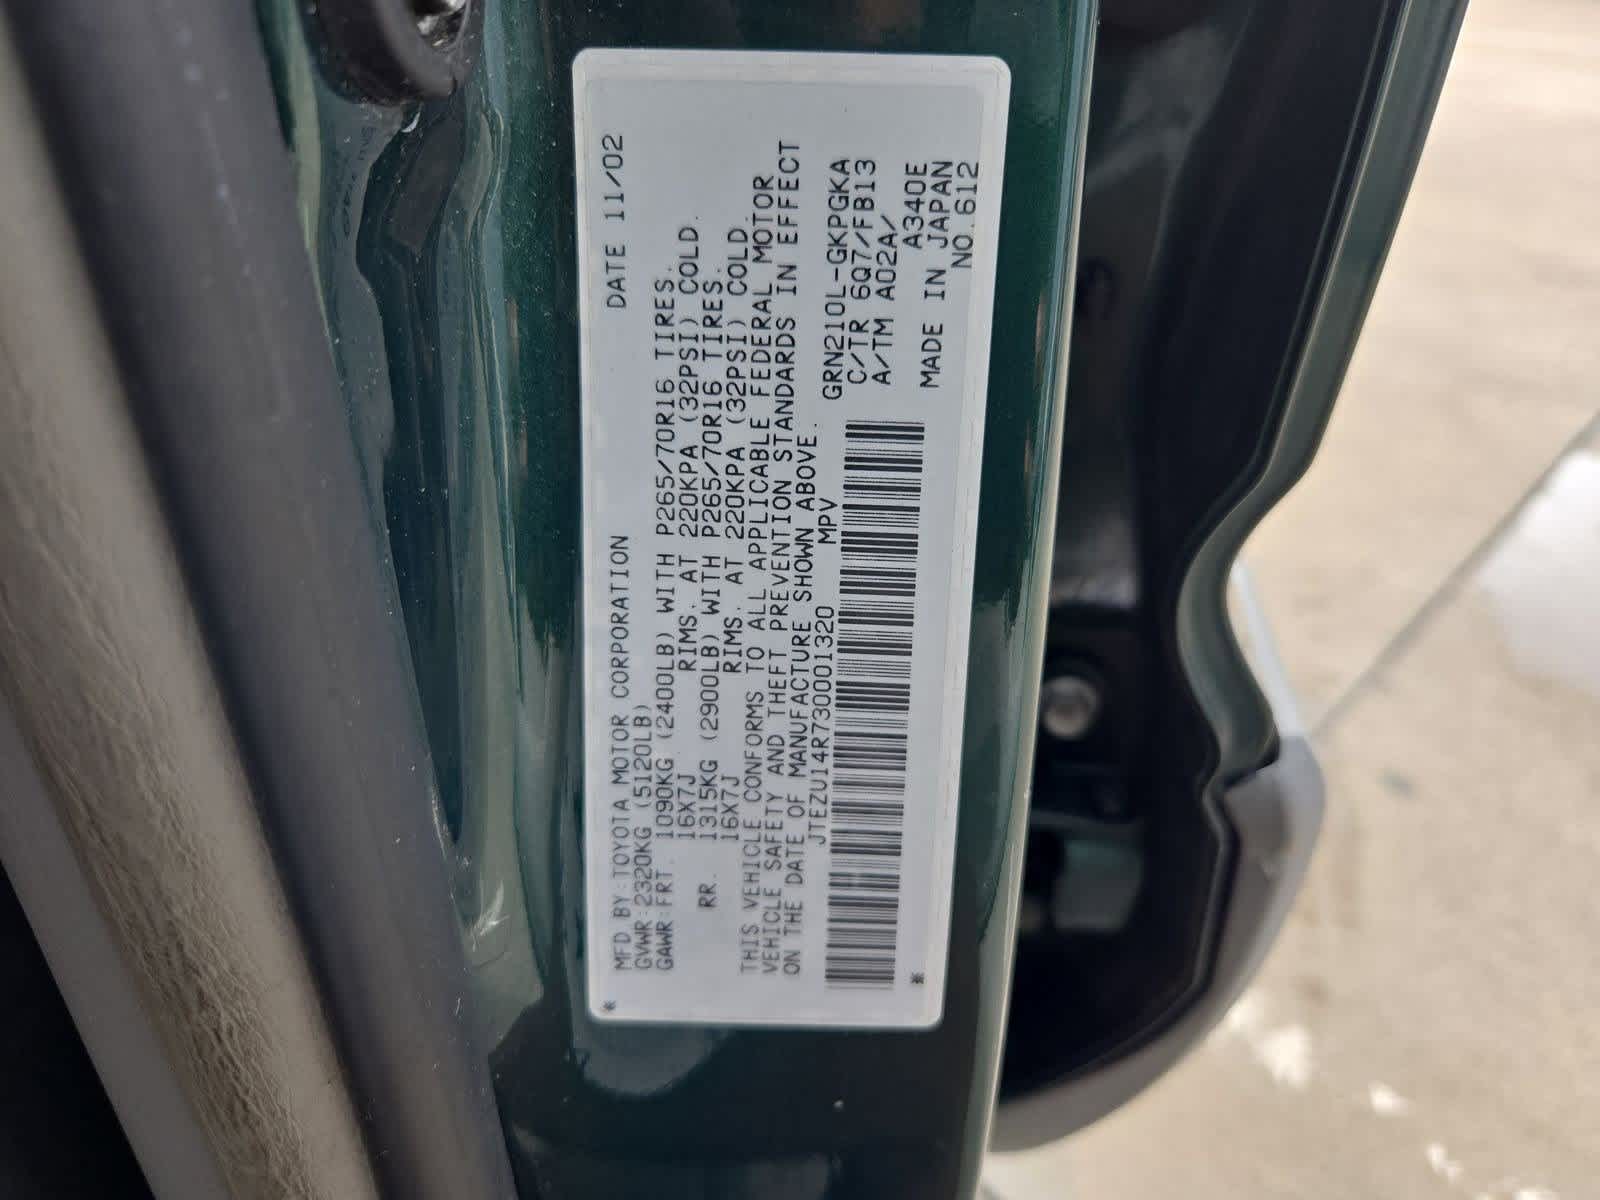 MFD BY:TOYOTA MOTOR CORPORATION DATE 11/02
GVWR:2320KG (5120LB)
GAWR:FRT. 1090KG (2400LB) WITH P265/70R16 TIRES.
16X7J RIMS. AT 220KPA (32PSI) COLD.
RR. 1315KG (2900LB) WITH P265/70R16 TIRES.
16X7J RIMS. AT 220KPA (32PSI) COLD.
THIS VEHICLE CONFORMS TO ALL APPLICABLE FEDERAL MOTOR
VEHICLE SAFETY AND THEFT PREVENTION STANDARDS IN EFFECT
ON THE DATE OF MANUFACTURE SHOWN ABOVE.
JTEZU14R730001320 MPV
GRN210L-GKPGKA
C/TR 6Q7/FB13
A/TM A02A/
A340E
MADE IN JAPAN
NO.612